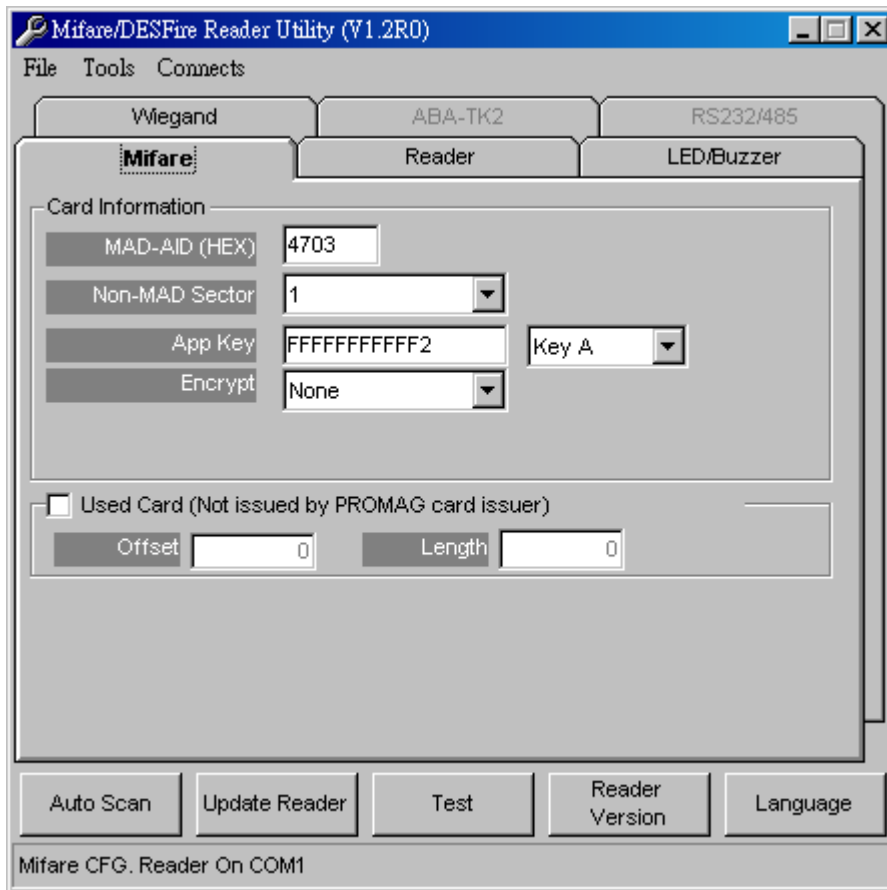 Mifare/DESFire Reader Utility (V1.2R0)
File Tools Connects
Wiegand ABA-TK2 RS232/485
Mifare Reader LED/Buzzer
Card Information
MAD-AID (HEX) 4703
Non-MAD Sector 1
App Key FFFFFFFFFFF2 Key A
Encrypt None
Used Card (Not issued by PROMAG card issuer)
Offset 0 Length 0
Auto Scan Update Reader Test Reader Version Language
Mifare CFG. Reader On COM1